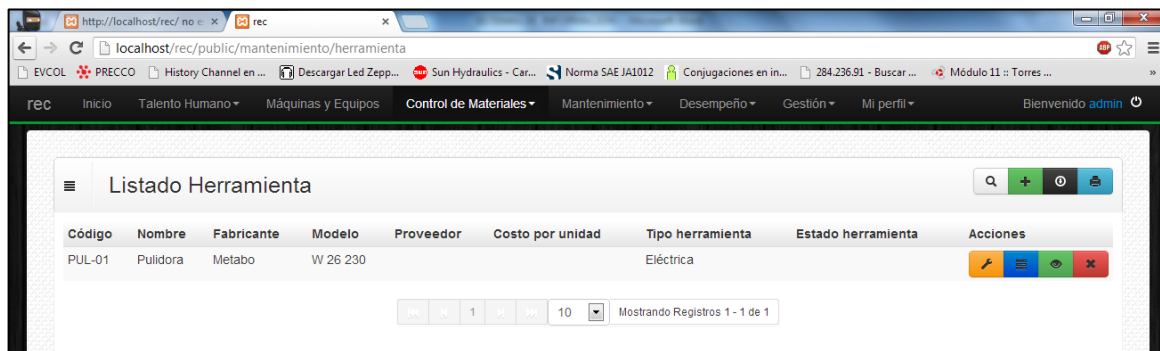 http://localhost/rec/ no e
rec
localhost/rec/public/mantenimiento/herramienta
ABP
EVCOL PRECCO History Channel en ... Descargar Led Zepp... Sun Hydraulics - Car... Norma SAE JA1012 Conjugaciones en in... 284.236.91 - Buscar ... Módulo 11 :: Torres ... »
rec Inicio Talento Humano Máquinas y Equipos Control de Materiales Mantenimiento Desempeño Gestión Mi perfil Bienvenido admin
Listado Herramienta
Código Nombre Fabricante Modelo Proveedor Costo por unidad Tipo herramienta Estado herramienta Acciones
PUL-01 Pulidora Metabo W 26 230 Eléctrica
1 10 Mostrando Registros 1 - 1 de 1